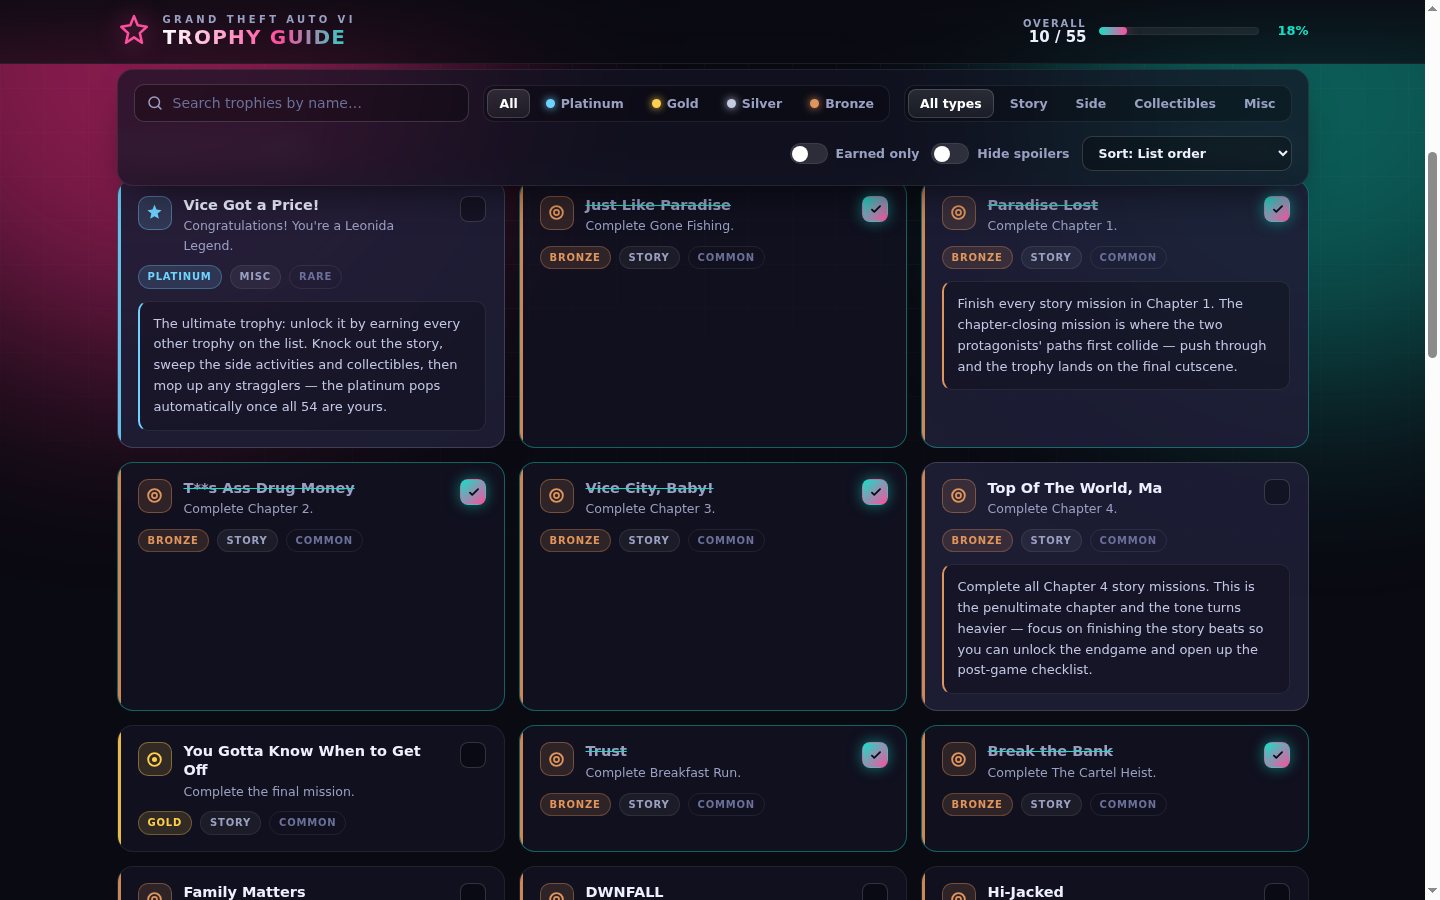 GRAND THEFT AUTO VI
TROPHY GUIDE
OVERALL
10 / 55
18%
Search trophies by name...
All
Platinum
Gold
Silver
Bronze
All types
Story
Side
Collectibles
Misc
Earned only
Hide spoilers
Sort: List order
Vice Got a Price!
Congratulations! You're a Leonida
Legend.
PLATINUM
MISC
RARE
The ultimate trophy: unlock it by earning every
other trophy on the list. Knock out the story,
sweep the side activities and collectibles, then
mop up any stragglers — the platinum pops
automatically once all 54 are yours.
Just Like Paradise
Complete Gone Fishing.
BRONZE
STORY
COMMON
Paradise Lost
Complete Chapter 1.
BRONZE
STORY
COMMON
Finish every story mission in Chapter 1. The
chapter-closing mission is where the two
protagonists' paths first collide — push through
and the trophy lands on the final cutscene.
T**s Ass Drug Money
Complete Chapter 2.
BRONZE
STORY
COMMON
Vice City, Baby!
Complete Chapter 3.
BRONZE
STORY
COMMON
Top Of The World, Ma
Complete Chapter 4.
BRONZE
STORY
COMMON
Complete all Chapter 4 story missions. This is
the penultimate chapter and the tone turns
heavier — focus on finishing the story beats so
you can unlock the endgame and open up the
post-game checklist.
You Gotta Know When to Get
Off
Complete the final mission.
GOLD
STORY
COMMON
Trust
Complete Breakfast Run.
BRONZE
STORY
COMMON
Break the Bank
Complete The Cartel Heist.
BRONZE
STORY
COMMON
Family Matters
DWNFALL
Hi-Jacked